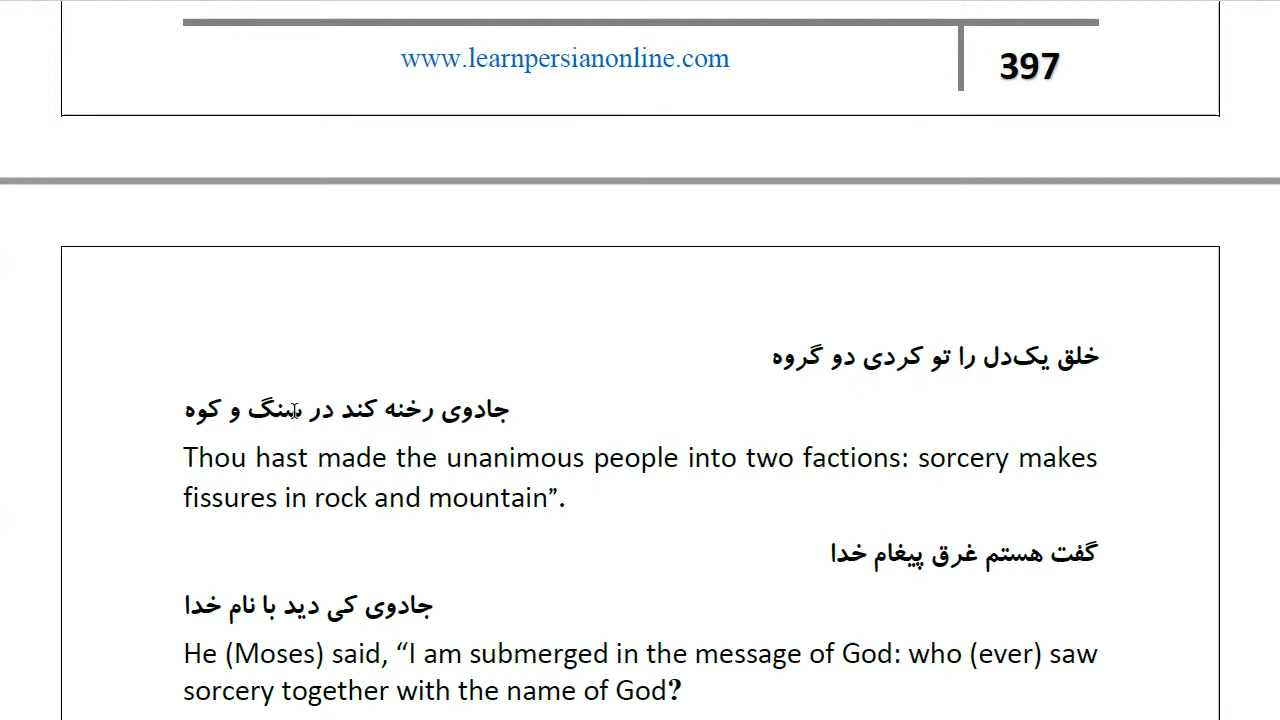 www.learnpersianonline.com
397
خلق یک‌دل را تو کردی دو گروه
جادوی رخنه کند در سنگ و کوه
Thou hast made the unanimous people into two factions: sorcery makes
fissures in rock and mountain”.
گفت هستم غرق پیغام خدا
جادوی کی دید با نام خدا
He (Moses) said, “I am submerged in the message of God: who (ever) saw
sorcery together with the name of God?